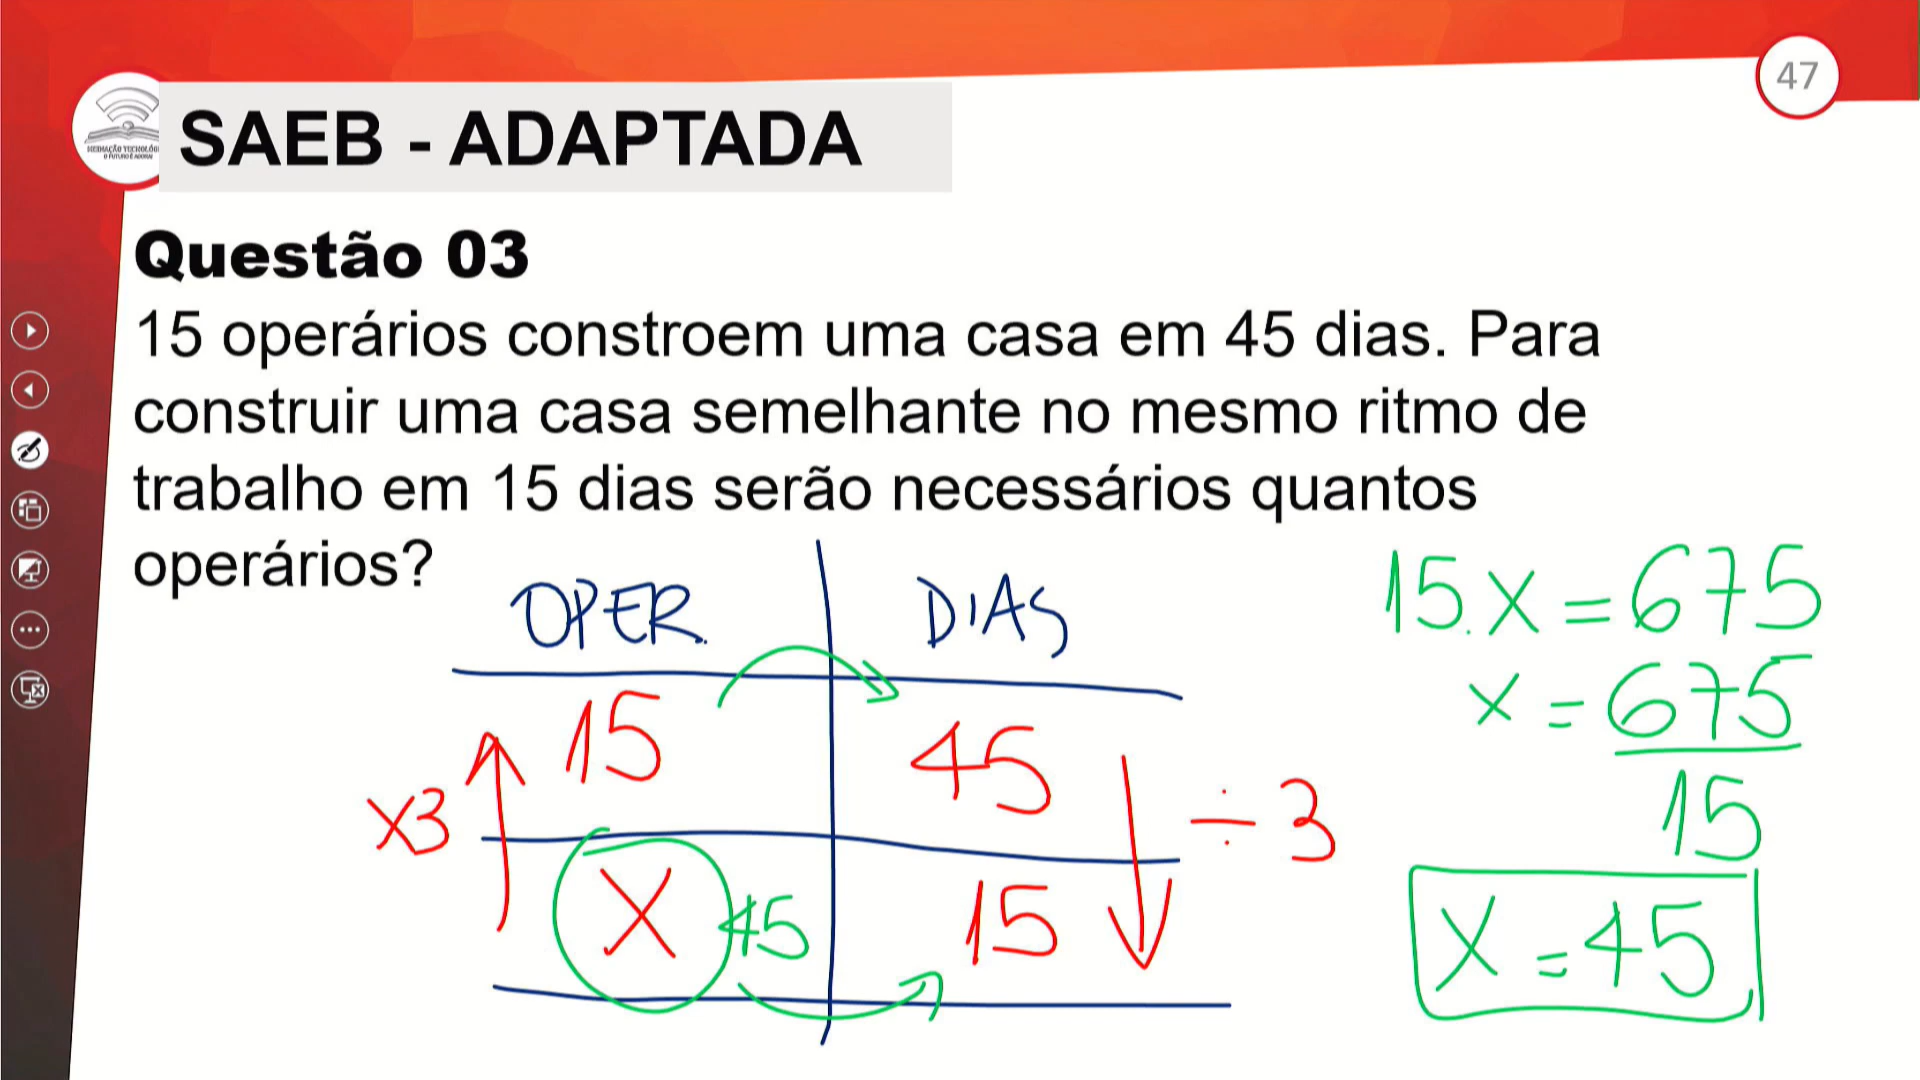 47
SAEB - ADAPTADA
Questão 03
15 operários constroem uma casa em 45 dias. Para
construir uma casa semelhante no mesmo ritmo de
trabalho em 15 dias serão necessários quantos
operários?
OPER. DIAS
15 45
x3 ÷ 3
X 45 15
15.X = 675
x = 675
15
X = 45